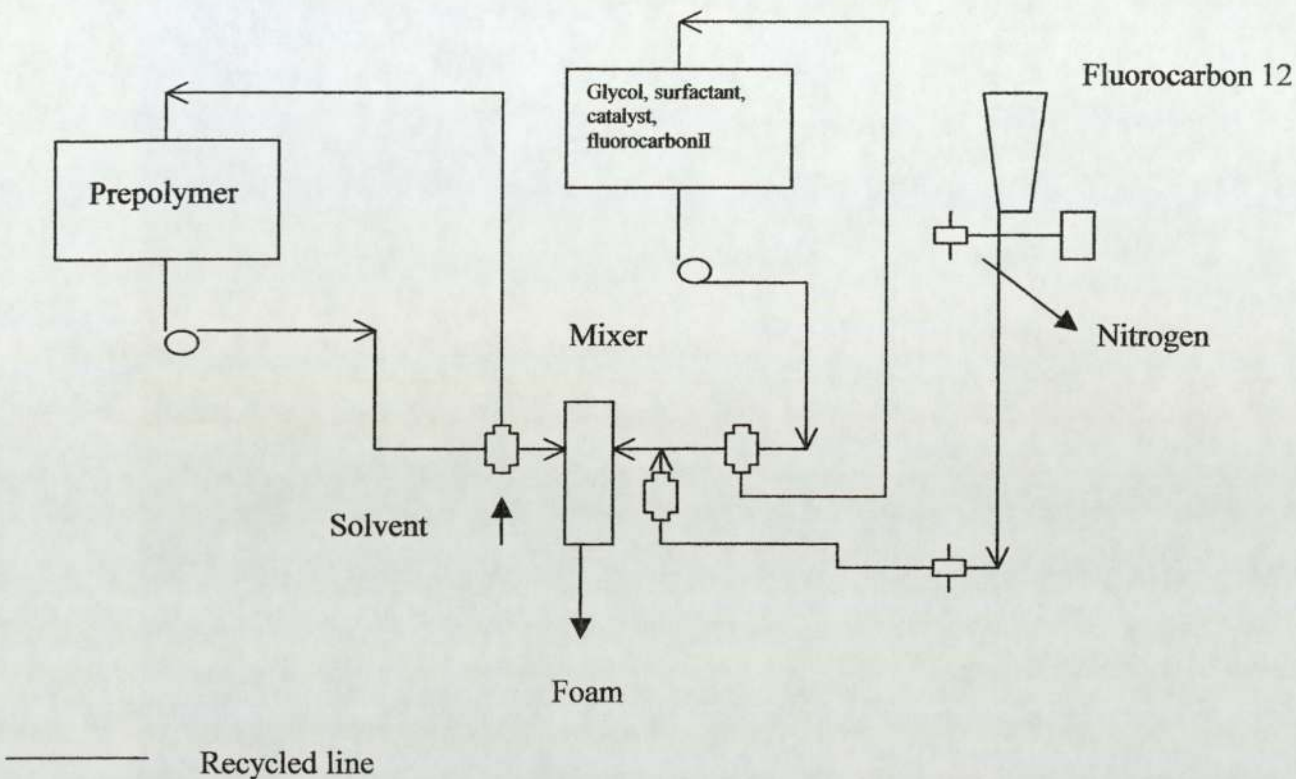 Fluorocarbon 12
Glycol, surfactant,
catalyst,
fluorocarbonII
Prepolymer
Mixer
Nitrogen
Solvent
Foam
Recycled line